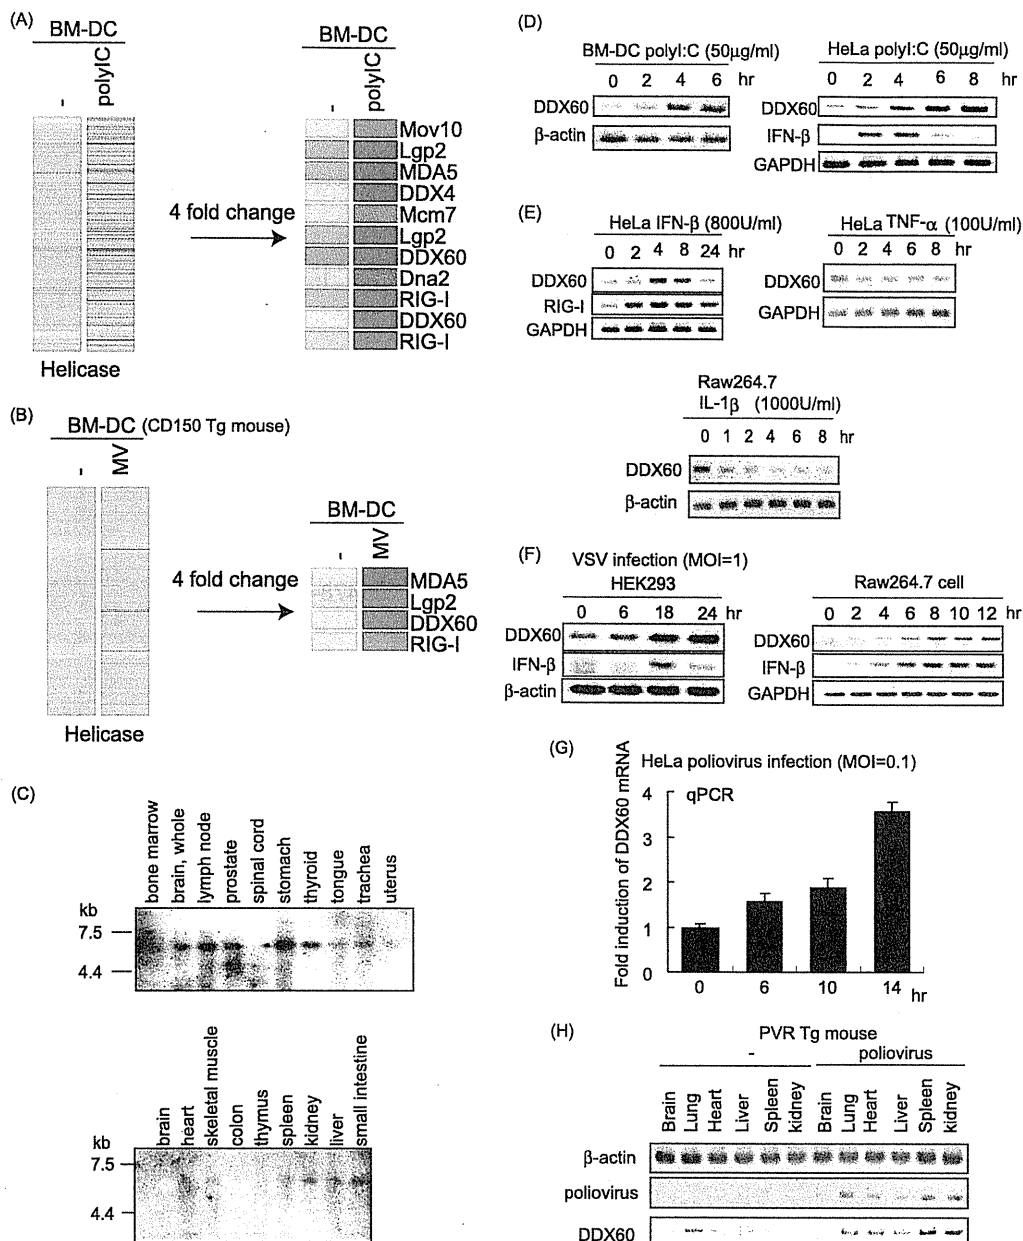 (A)
BM-DC
-
polyIC
Helicase
4 fold change
BM-DC
-
polyIC
Mov10
Lgp2
MDA5
DDX4
Mcm7
Lgp2
DDX60
Dna2
RIG-I
DDX60
RIG-I
(B)
BM-DC (CD150 Tg mouse)
-
MV
Helicase
4 fold change
BM-DC
-
MV
MDA5
Lgp2
DDX60
RIG-I
(C)
bone marrow
brain, whole
lymph node
prostate
spinal cord
stomach
thyroid
tongue
trachea
uterus
kb
7.5
4.4
brain
heart
skeletal muscle
colon
thymus
spleen
kidney
liver
small intestine
kb
7.5
4.4
(D)
BM-DC polyI:C (50μg/ml)
0 2 4 6 hr
DDX60
β-actin
HeLa polyI:C (50μg/ml)
0 2 4 6 8 hr
DDX60
IFN-β
GAPDH
(E)
HeLa IFN-β (800U/ml)
0 2 4 8 24 hr
DDX60
RIG-I
GAPDH
HeLa TNF-α (100U/ml)
0 2 4 6 8 hr
DDX60
GAPDH
Raw264.7
IL-1β (1000U/ml)
0 1 2 4 6 8 hr
DDX60
β-actin
(F)
VSV infection (MOI=1)
HEK293
0 6 18 24 hr
DDX60
IFN-β
β-actin
Raw264.7 cell
0 2 4 6 8 10 12 hr
DDX60
IFN-β
GAPDH
(G)
HeLa poliovirus infection (MOI=0.1)
qPCR
Fold induction of DDX60 mRNA
4
3
2
1
0
0 6 10 14 hr
(H)
PVR Tg mouse
- poliovirus
Brain
Lung
Heart
Liver
Spleen
kidney
Brain
Lung
Heart
Liver
Spleen
kidney
β-actin
poliovirus
DDX60